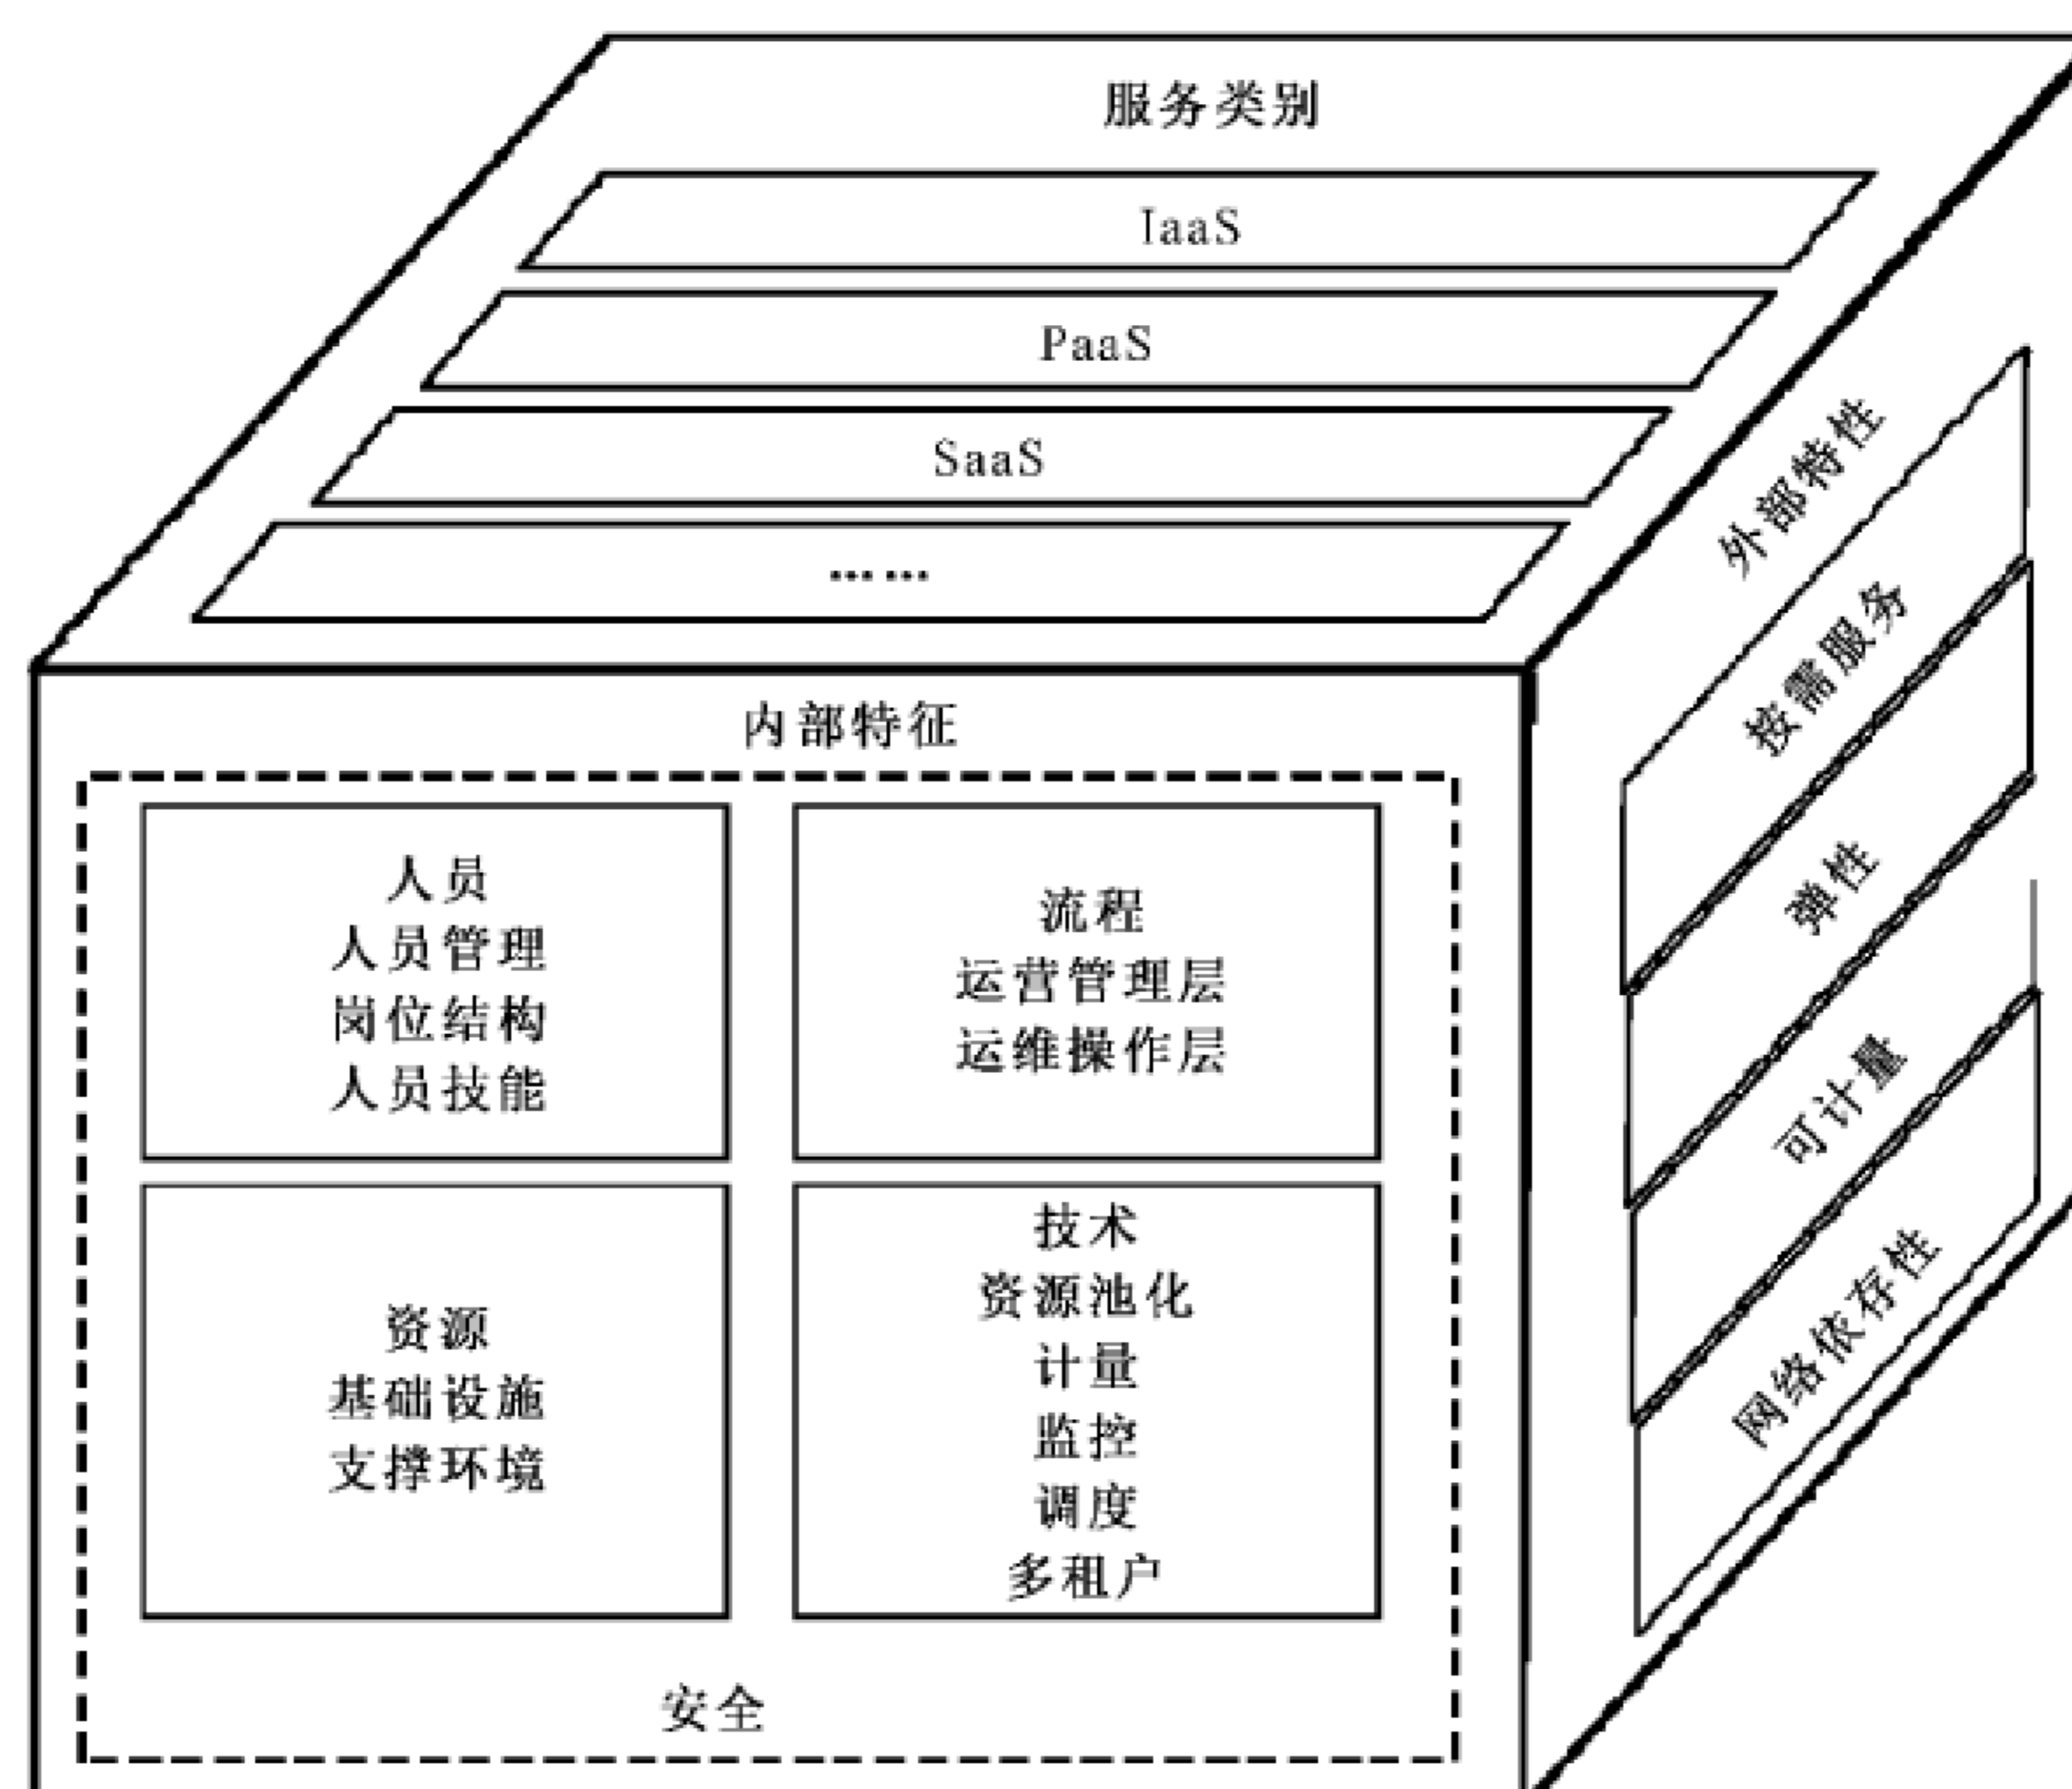 服务类别
IaaS
PaaS
SaaS
……
内部特征
人员
人员管理
岗位结构
人员技能
流程
运营管理层
运维操作层
资源
基础设施
支撑环境
技术
资源池化
计量
监控
调度
多租户
安全
外部特性
按需服务
弹性
可计量
网络依存性